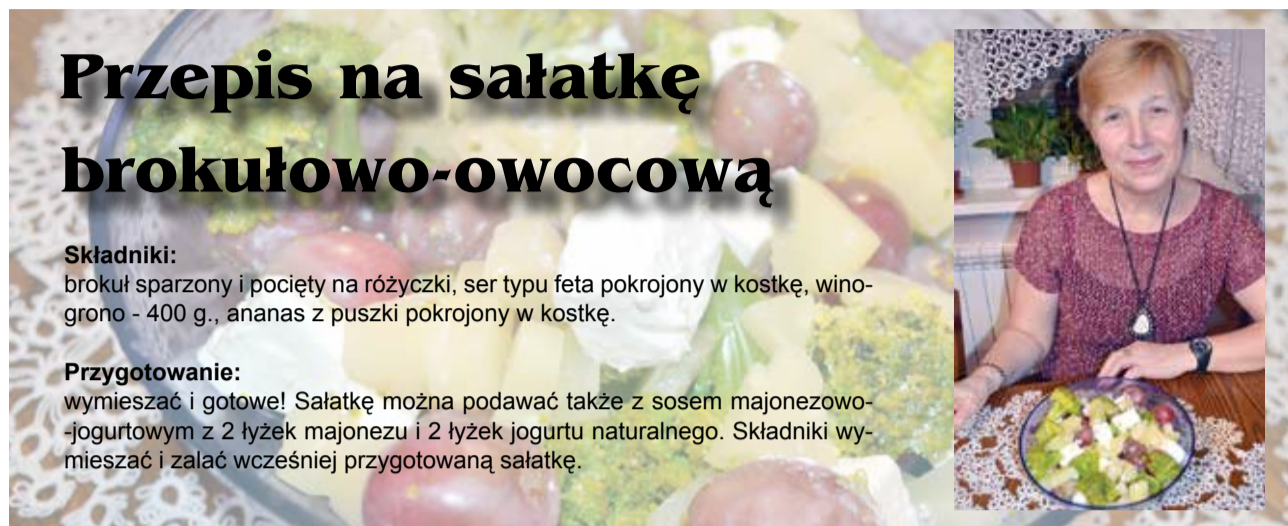 Przepis na sałatkę
brokułowo-owocową
Składniki:
brokuł sparzony i pocięty na różyczki, ser typu feta pokrojony w kostkę, wino-
grono - 400 g., ananas z puszki pokrojony w kostkę.
Przygotowanie:
wymieszać i gotowe! Sałatkę można podawać także z sosem majonezowo-
-jogurtowym z 2 łyżek majonezu i 2 łyżek jogurtu naturalnego. Składniki wy-
mieszać i zalać wcześniej przygotowaną sałatkę.